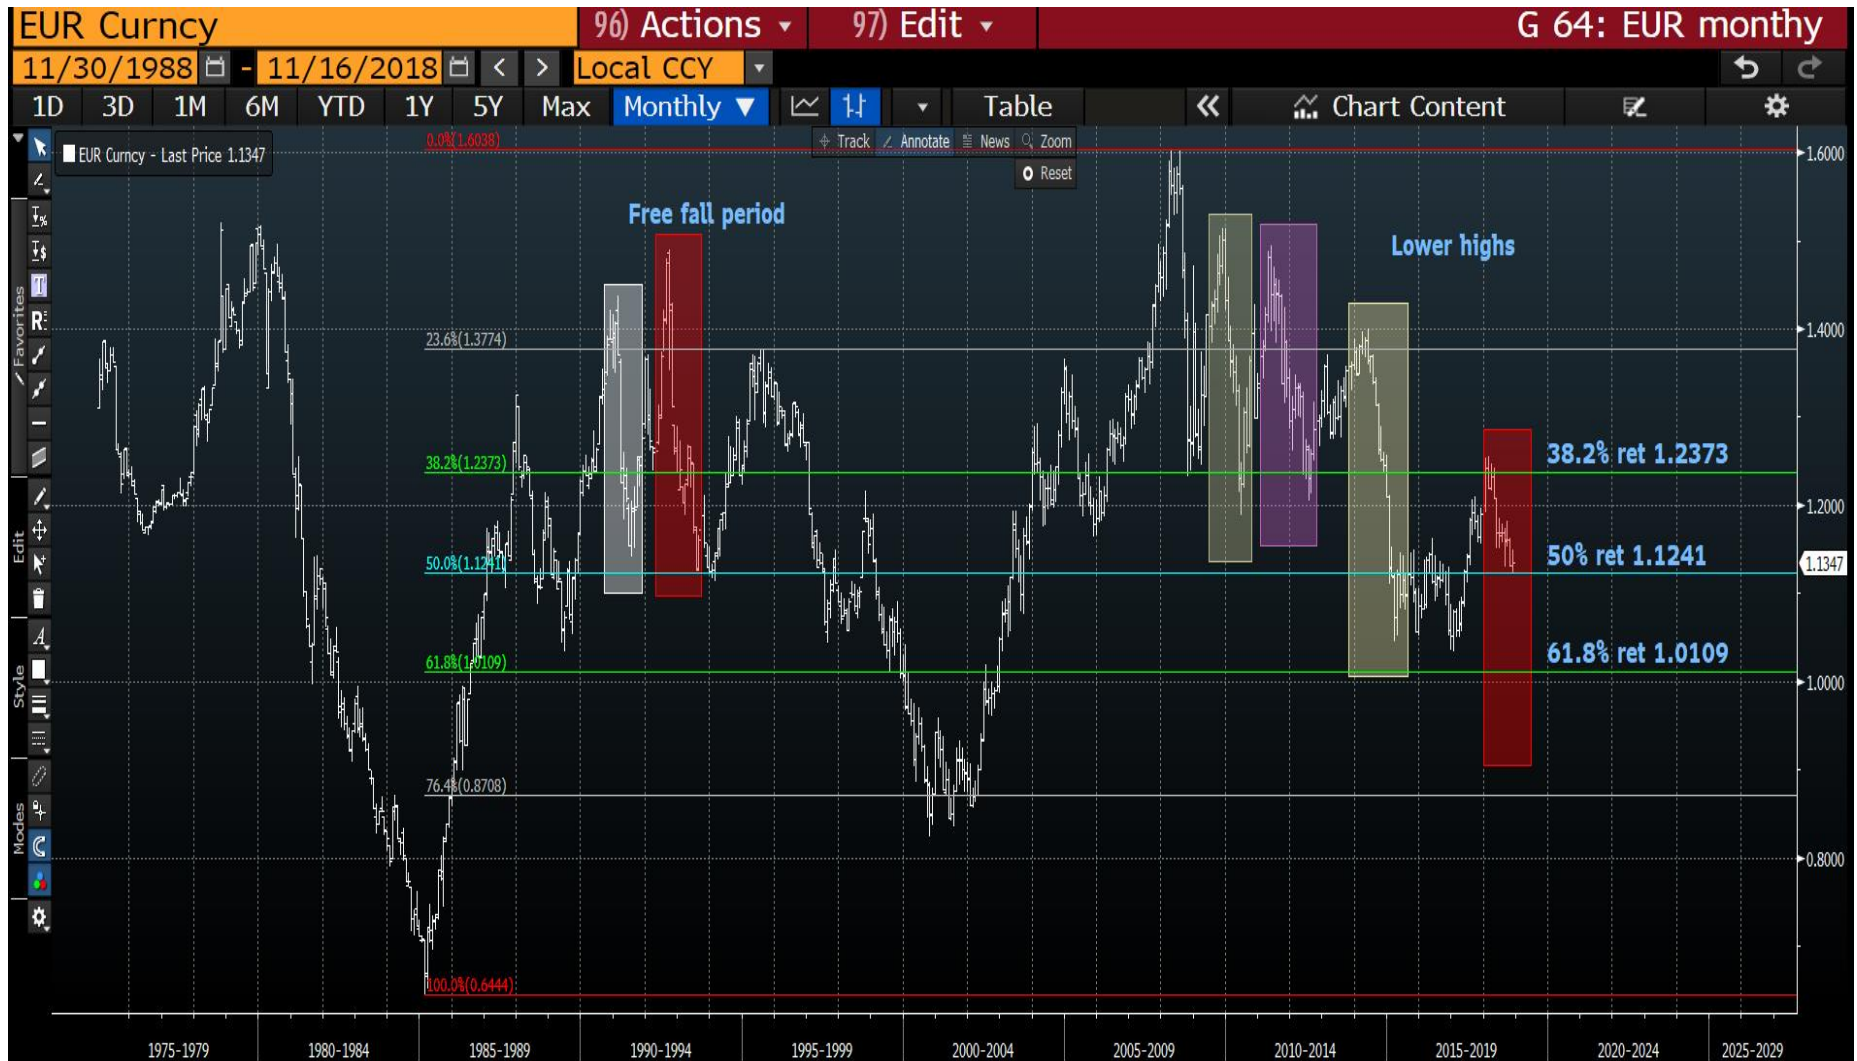 EUR Curncy
96) Actions
97) Edit
G 64: EUR monthy
11/30/1988 - 11/16/2018
Local CCY
1D 3D 1M 6M YTD 1Y 5Y Max Monthly ▼
Table
« Chart Content
Track Annotate News Zoom
Reset
EUR Curncy - Last Price 1.1347
Favorites
Edit
Style
Modes
0.0%(1.6038)
Free fall period
Lower highs
23.6%(1.3774)
38.2%(1.2373)
38.2% ret 1.2373
50.0%(1.1241)
50% ret 1.1241
61.8%(1.0109)
61.8% ret 1.0109
76.4%(0.8708)
100.0%(0.6444)
1.6000
1.4000
1.2000
1.1347
1.0000
0.8000
1975-1979 1980-1984 1985-1989 1990-1994 1995-1999 2000-2004 2005-2009 2010-2014 2015-2019 2020-2024 2025-2029